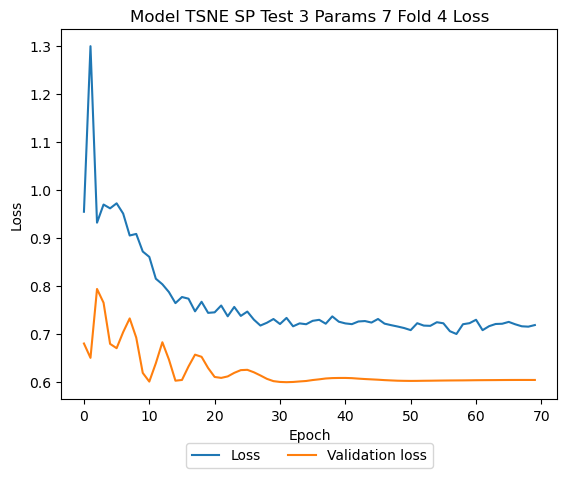 Model TSNE SP Test 3 Params 7 Fold 4 Loss
1.3
1.2
1.1
1.0
0.9
0.8
0.7
0.6
Loss
0 10 20 30 40 50 60 70
Epoch
Loss Validation loss